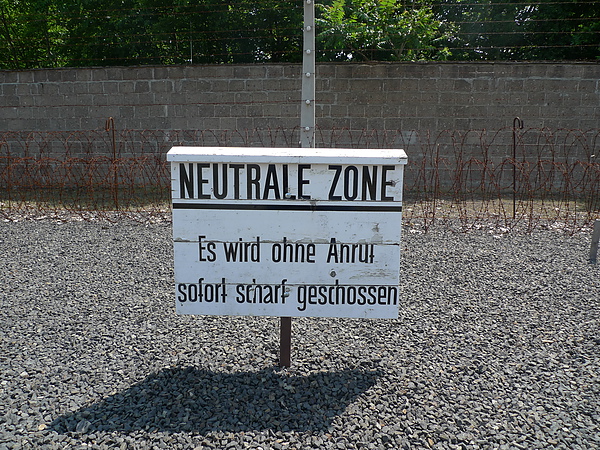 NEUTRALE ZONE
Es wird ohne Anruf
sofort scharf geschossen